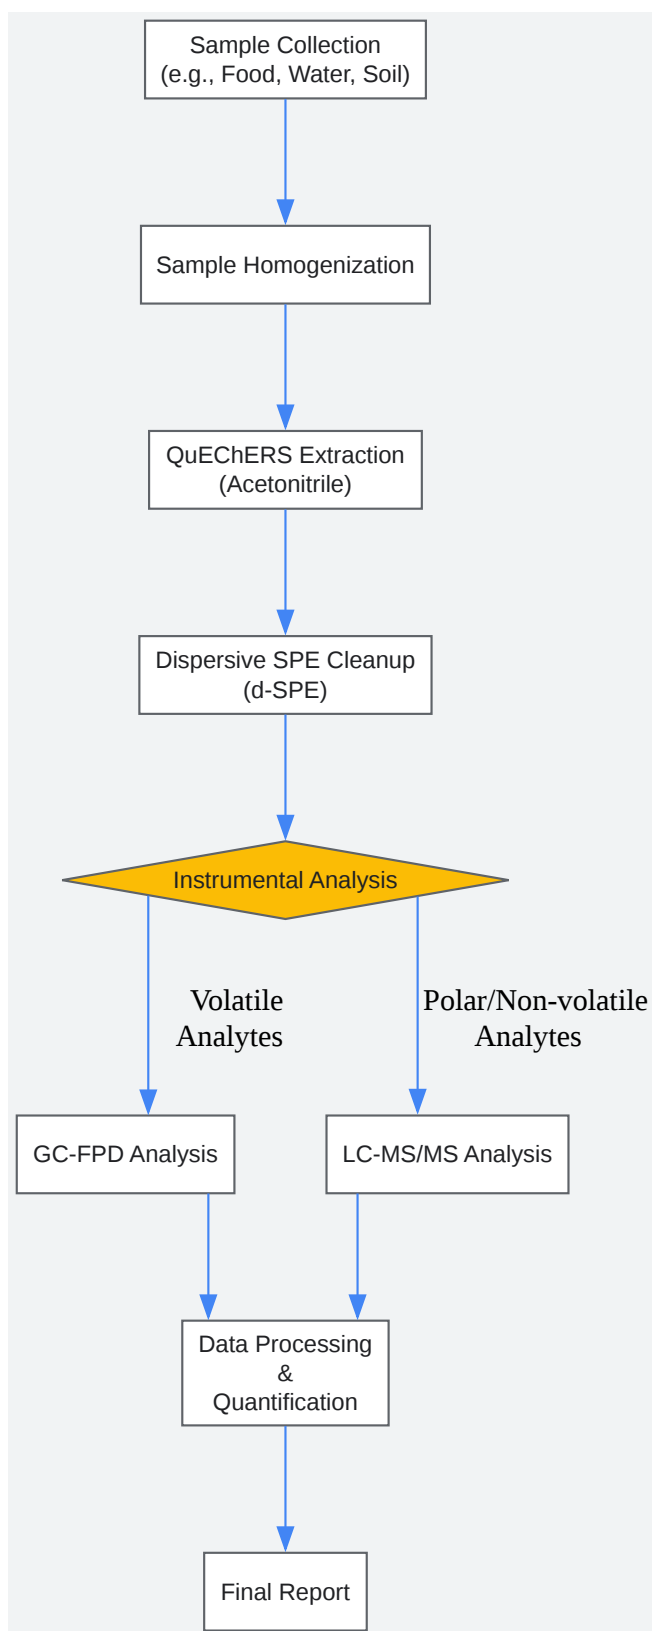 Sample Collection
(e.g., Food, Water, Soil)
Sample Homogenization
QuEChERS Extraction
(Acetonitrile)
Dispersive SPE Cleanup
(d-SPE)
Instrumental Analysis
Volatile
Analytes
Polar/Non-volatile
Analytes
GC-FPD Analysis
LC-MS/MS Analysis
Data Processing
&
Quantification
Final Report